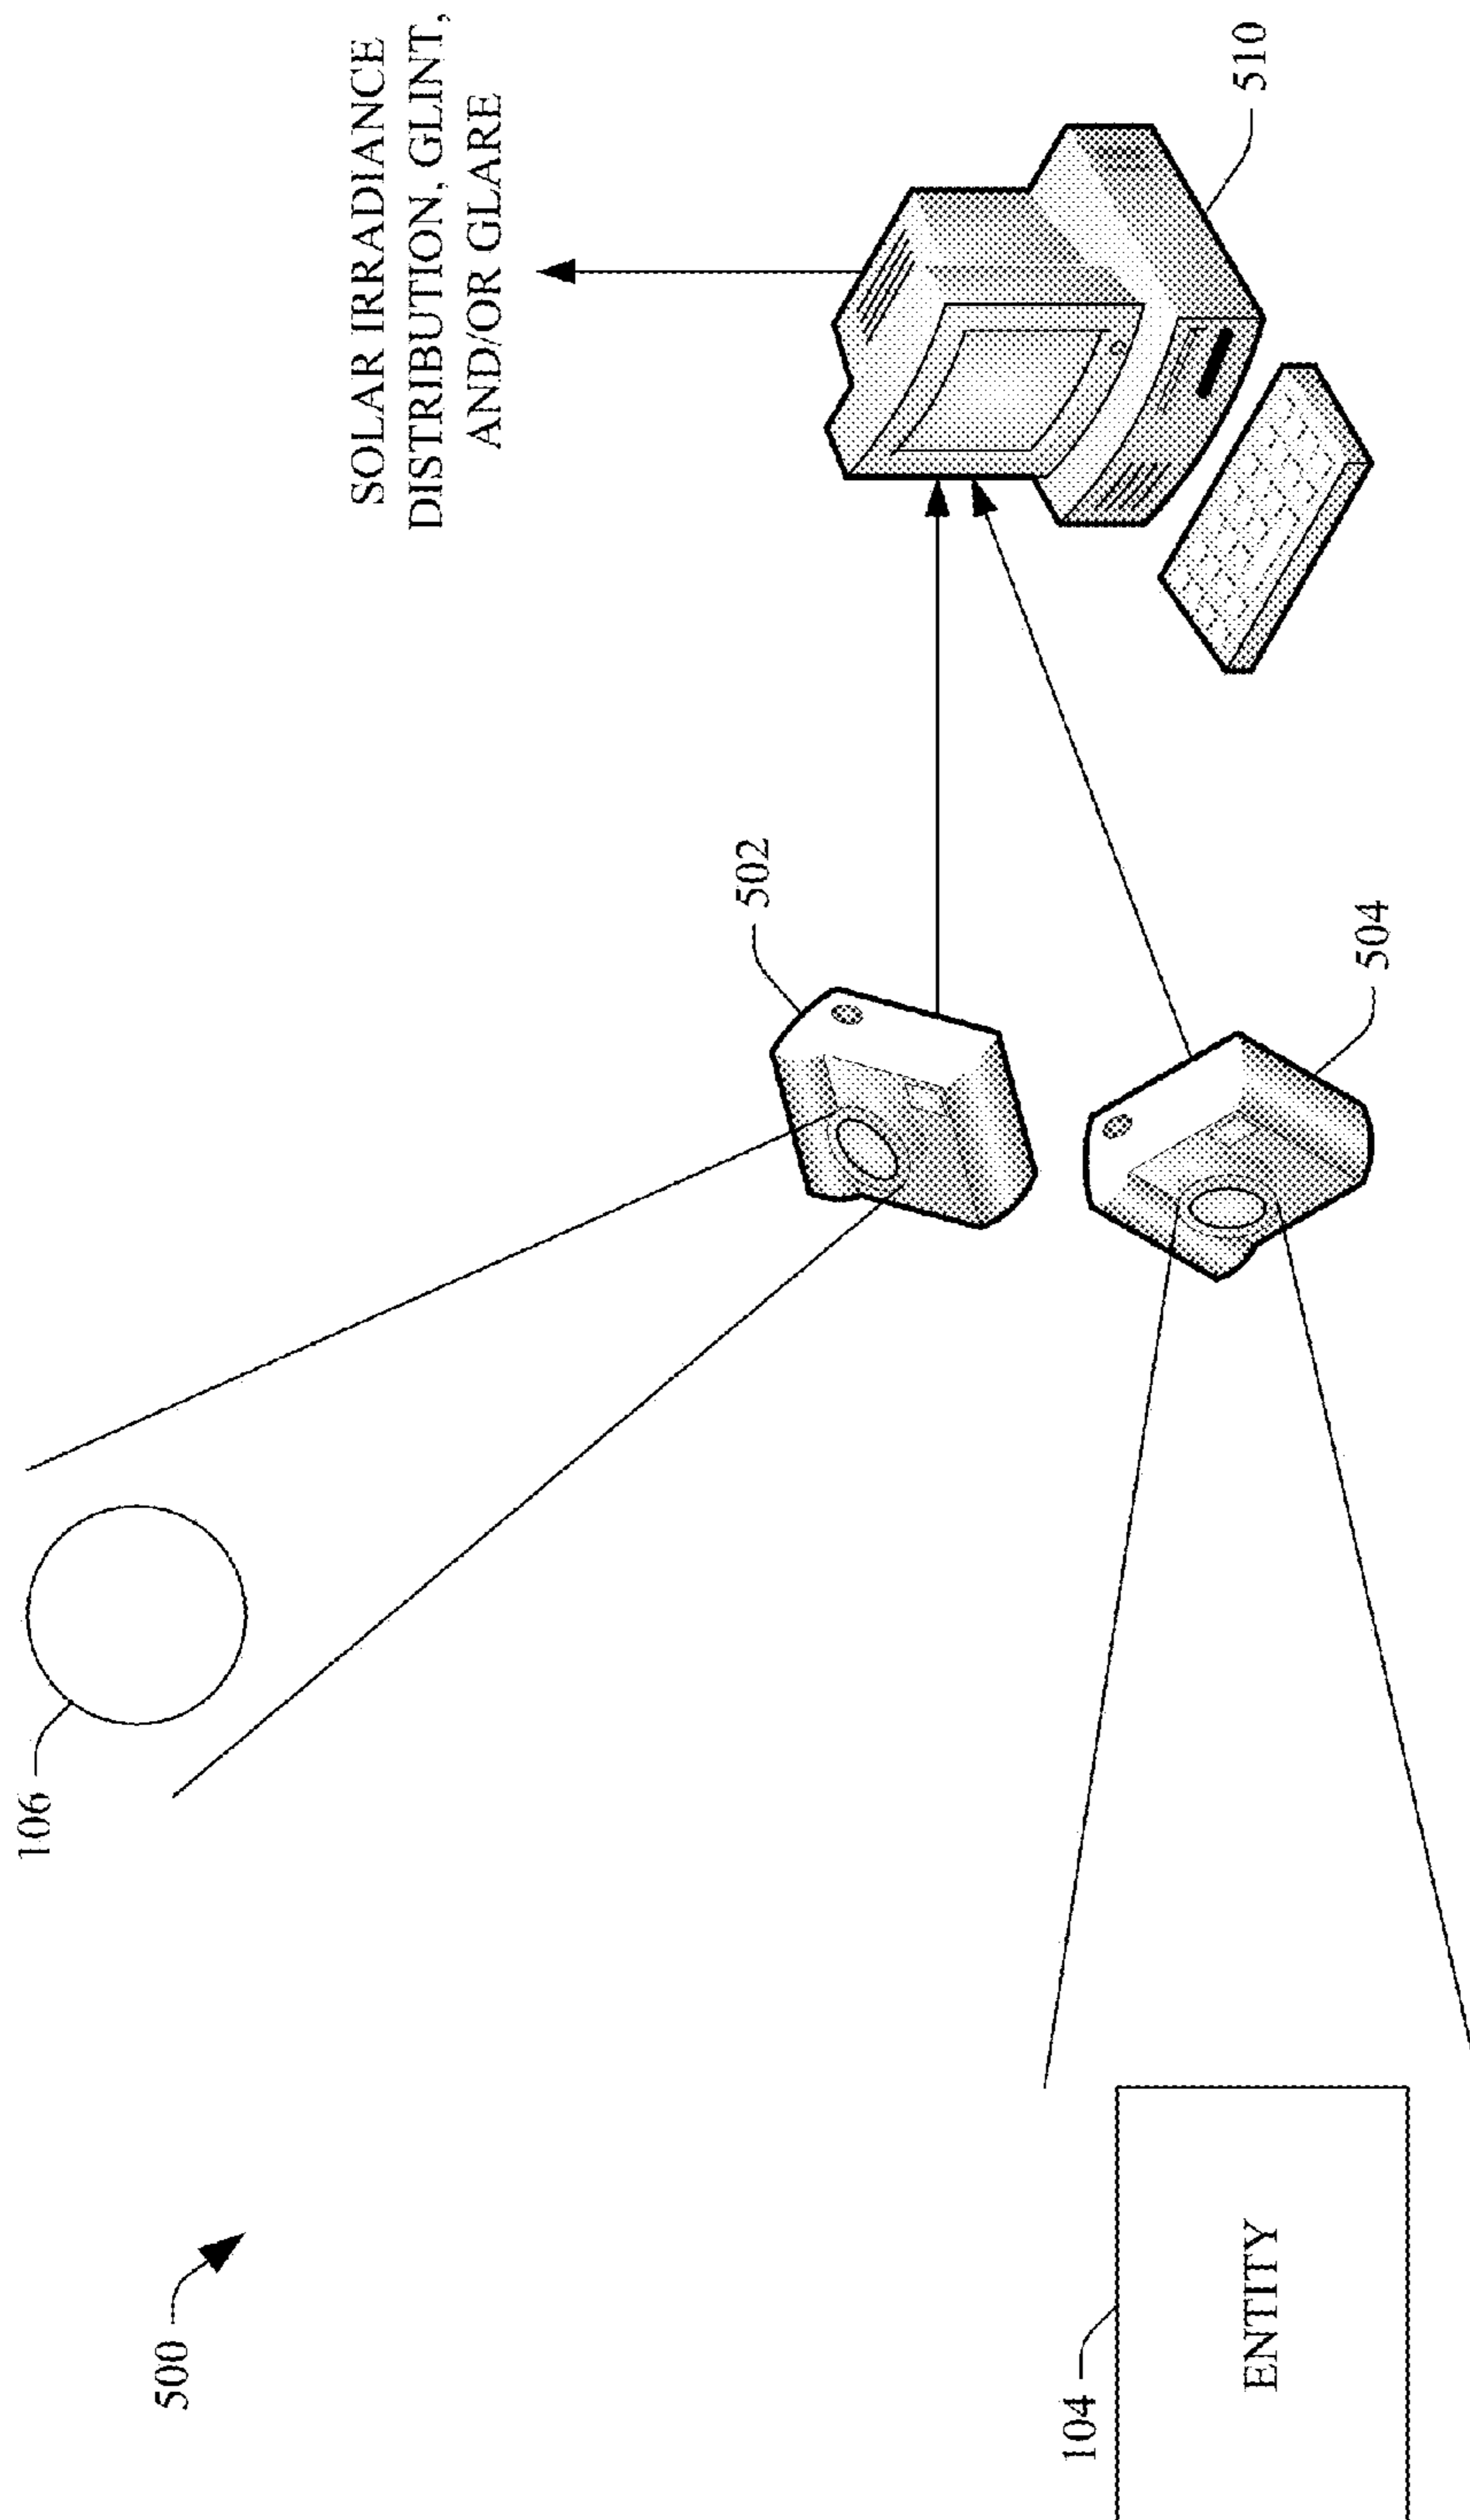 500
106
SOLAR IRRADIANCE
DISTRIBUTION, GLINT,
AND/OR GLARE
502
510
104
ENTITY
504